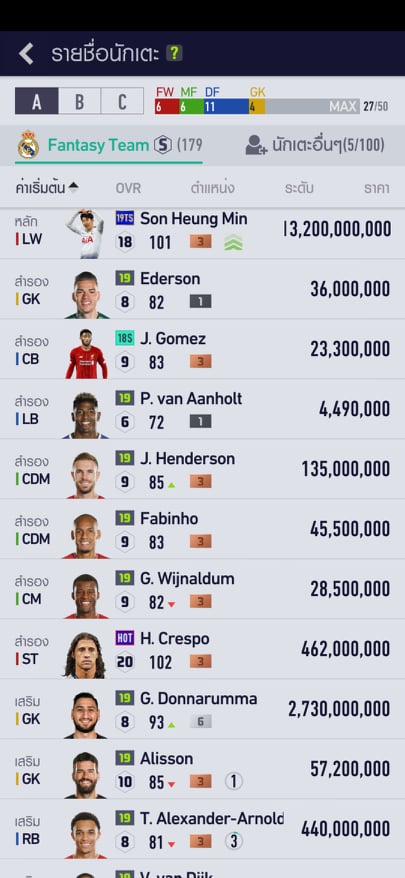 รายชื่อนักเตะ ?
A B C FW MF DF GK
6 6 11 4 MAX 27/50
Fantasy Team S (179 นักเตะอื่นๆ(5/100)
ค่าเริ่มต้น OVR ตำแหน่ง ระดับ ราคา
หลัก 19TS Son Heung Min 13,200,000,000
LW 18 101 3
สำรอง 19 Ederson 36,000,000
GK 8 82 1
สำรอง 18S J. Gomez 23,300,000
CB 9 83 3
สำรอง 19 P. van Aanholt 4,490,000
LB 6 72 1
สำรอง 19 J. Henderson 135,000,000
CDM 9 85 3
สำรอง 19 Fabinho 45,500,000
CDM 9 83 3
สำรอง 19 G. Wijnaldum 28,500,000
CM 9 82 3
สำรอง HOT H. Crespo 462,000,000
ST 20 102 3
เสริม 19 G. Donnarumma 2,730,000,000
GK 8 93 6
เสริม 19 Alisson 57,200,000
GK 10 85 3 1
เสริม 19 T. Alexander-Arnold 440,000,000
RB 8 81 3 3
19 V. van Dijk